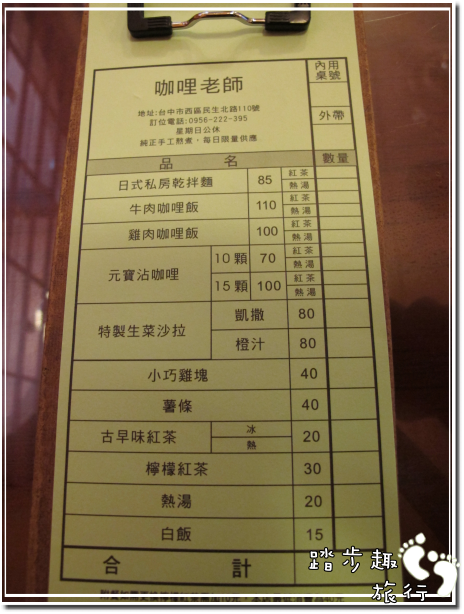 咖哩老師
地址:台中市西區民生北路110號
訂位電話:0956-222-395
星期日公休
純正手工熬煮、每日限量供應
內用桌號
外帶
品名 數量
日式私房乾拌麵 85 紅茶 熱湯
牛肉咖哩飯 110 紅茶 熱湯
雞肉咖哩飯 100 紅茶 熱湯
元寶沾咖哩 10顆 70 紅茶 熱湯
15顆 100 紅茶 熱湯
特製生菜沙拉 凱撒 80
橙汁 80
小巧雞塊 40
薯條 40
古早味紅茶 冰 熱 20
檸檬紅茶 30
熱湯 20
白飯 15
合計
踏步趣
旅行